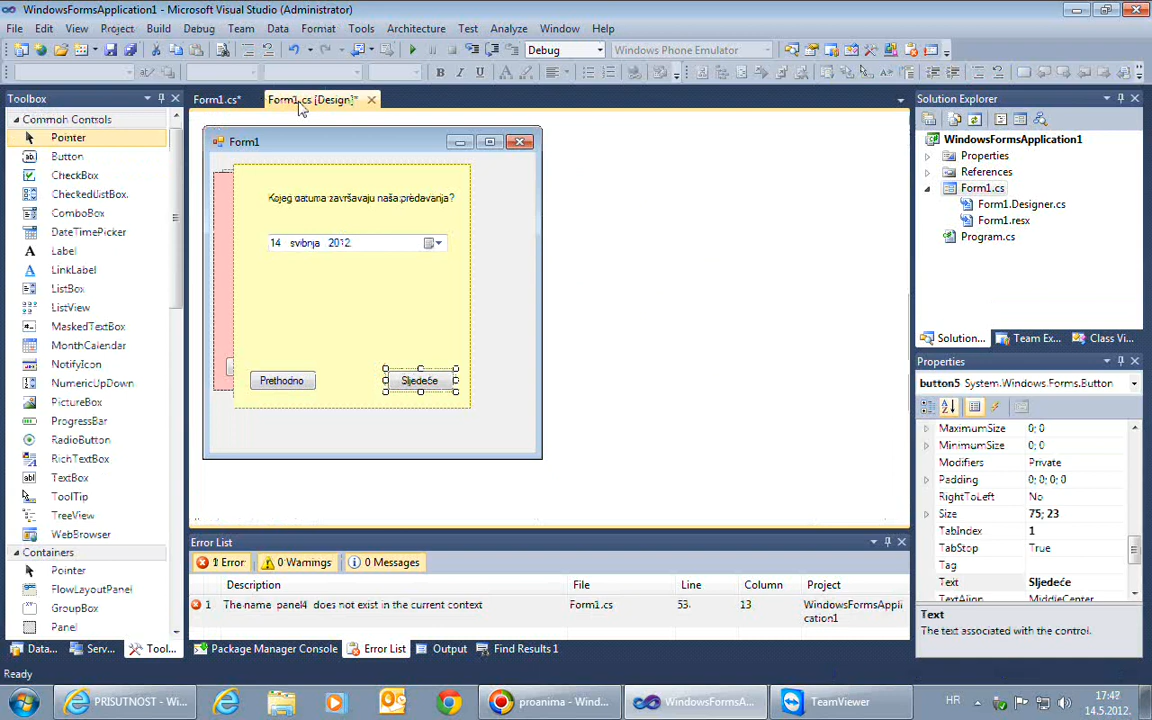 WindowsFormsApplication1 - Microsoft Visual Studio (Administrator)
File Edit View Project Build Debug Team Data Format Tools Architecture Test Analyze Window Help
Debug Windows Phone Emulator
Toolbox
Form1.cs*
Form1.cs [Design]*
Solution Explorer
Common Controls
Pointer
Button
CheckBox
CheckedListBox
ComboBox
DateTimePicker
Label
LinkLabel
ListBox
ListView
MaskedTextBox
MonthCalendar
NotifyIcon
NumericUpDown
PictureBox
ProgressBar
RadioButton
RichTextBox
TextBox
ToolTip
TreeView
WebBrowser
Containers
Pointer
FlowLayoutPanel
GroupBox
Panel
Data... Serv... Tool...
Form1
Kojeg datuma završavaju naša predavanja?
14 svibnja 2012
Prethodno
Sljedeće
Error List
1 Error 0 Warnings 0 Messages
Description File Line Column Project
1 The name panel4 does not exist in the current context Form1.cs 53 13 WindowsFormsAppli
cation1
Package Manager Console Error List Output Find Results 1
WindowsFormsApplication1
Properties
References
Form1.cs
Form1.Designer.cs
Form1.resx
Program.cs
Solution... Team Ex... Class Vi...
Properties
button5 System.Windows.Forms.Button
MaximumSize 0; 0
MinimumSize 0; 0
Modifiers Private
Padding 0; 0; 0; 0
RightToLeft No
Size 75; 23
TabIndex 1
TabStop True
Tag
Text Sljedeće
TextAlign MiddleCenter
Text
The text associated with the control.
Ready
PRISUTNOST - Wi...
proanima - Wind...
WindowsFormsA...
TeamViewer
HR
17:48
14.5.2012.